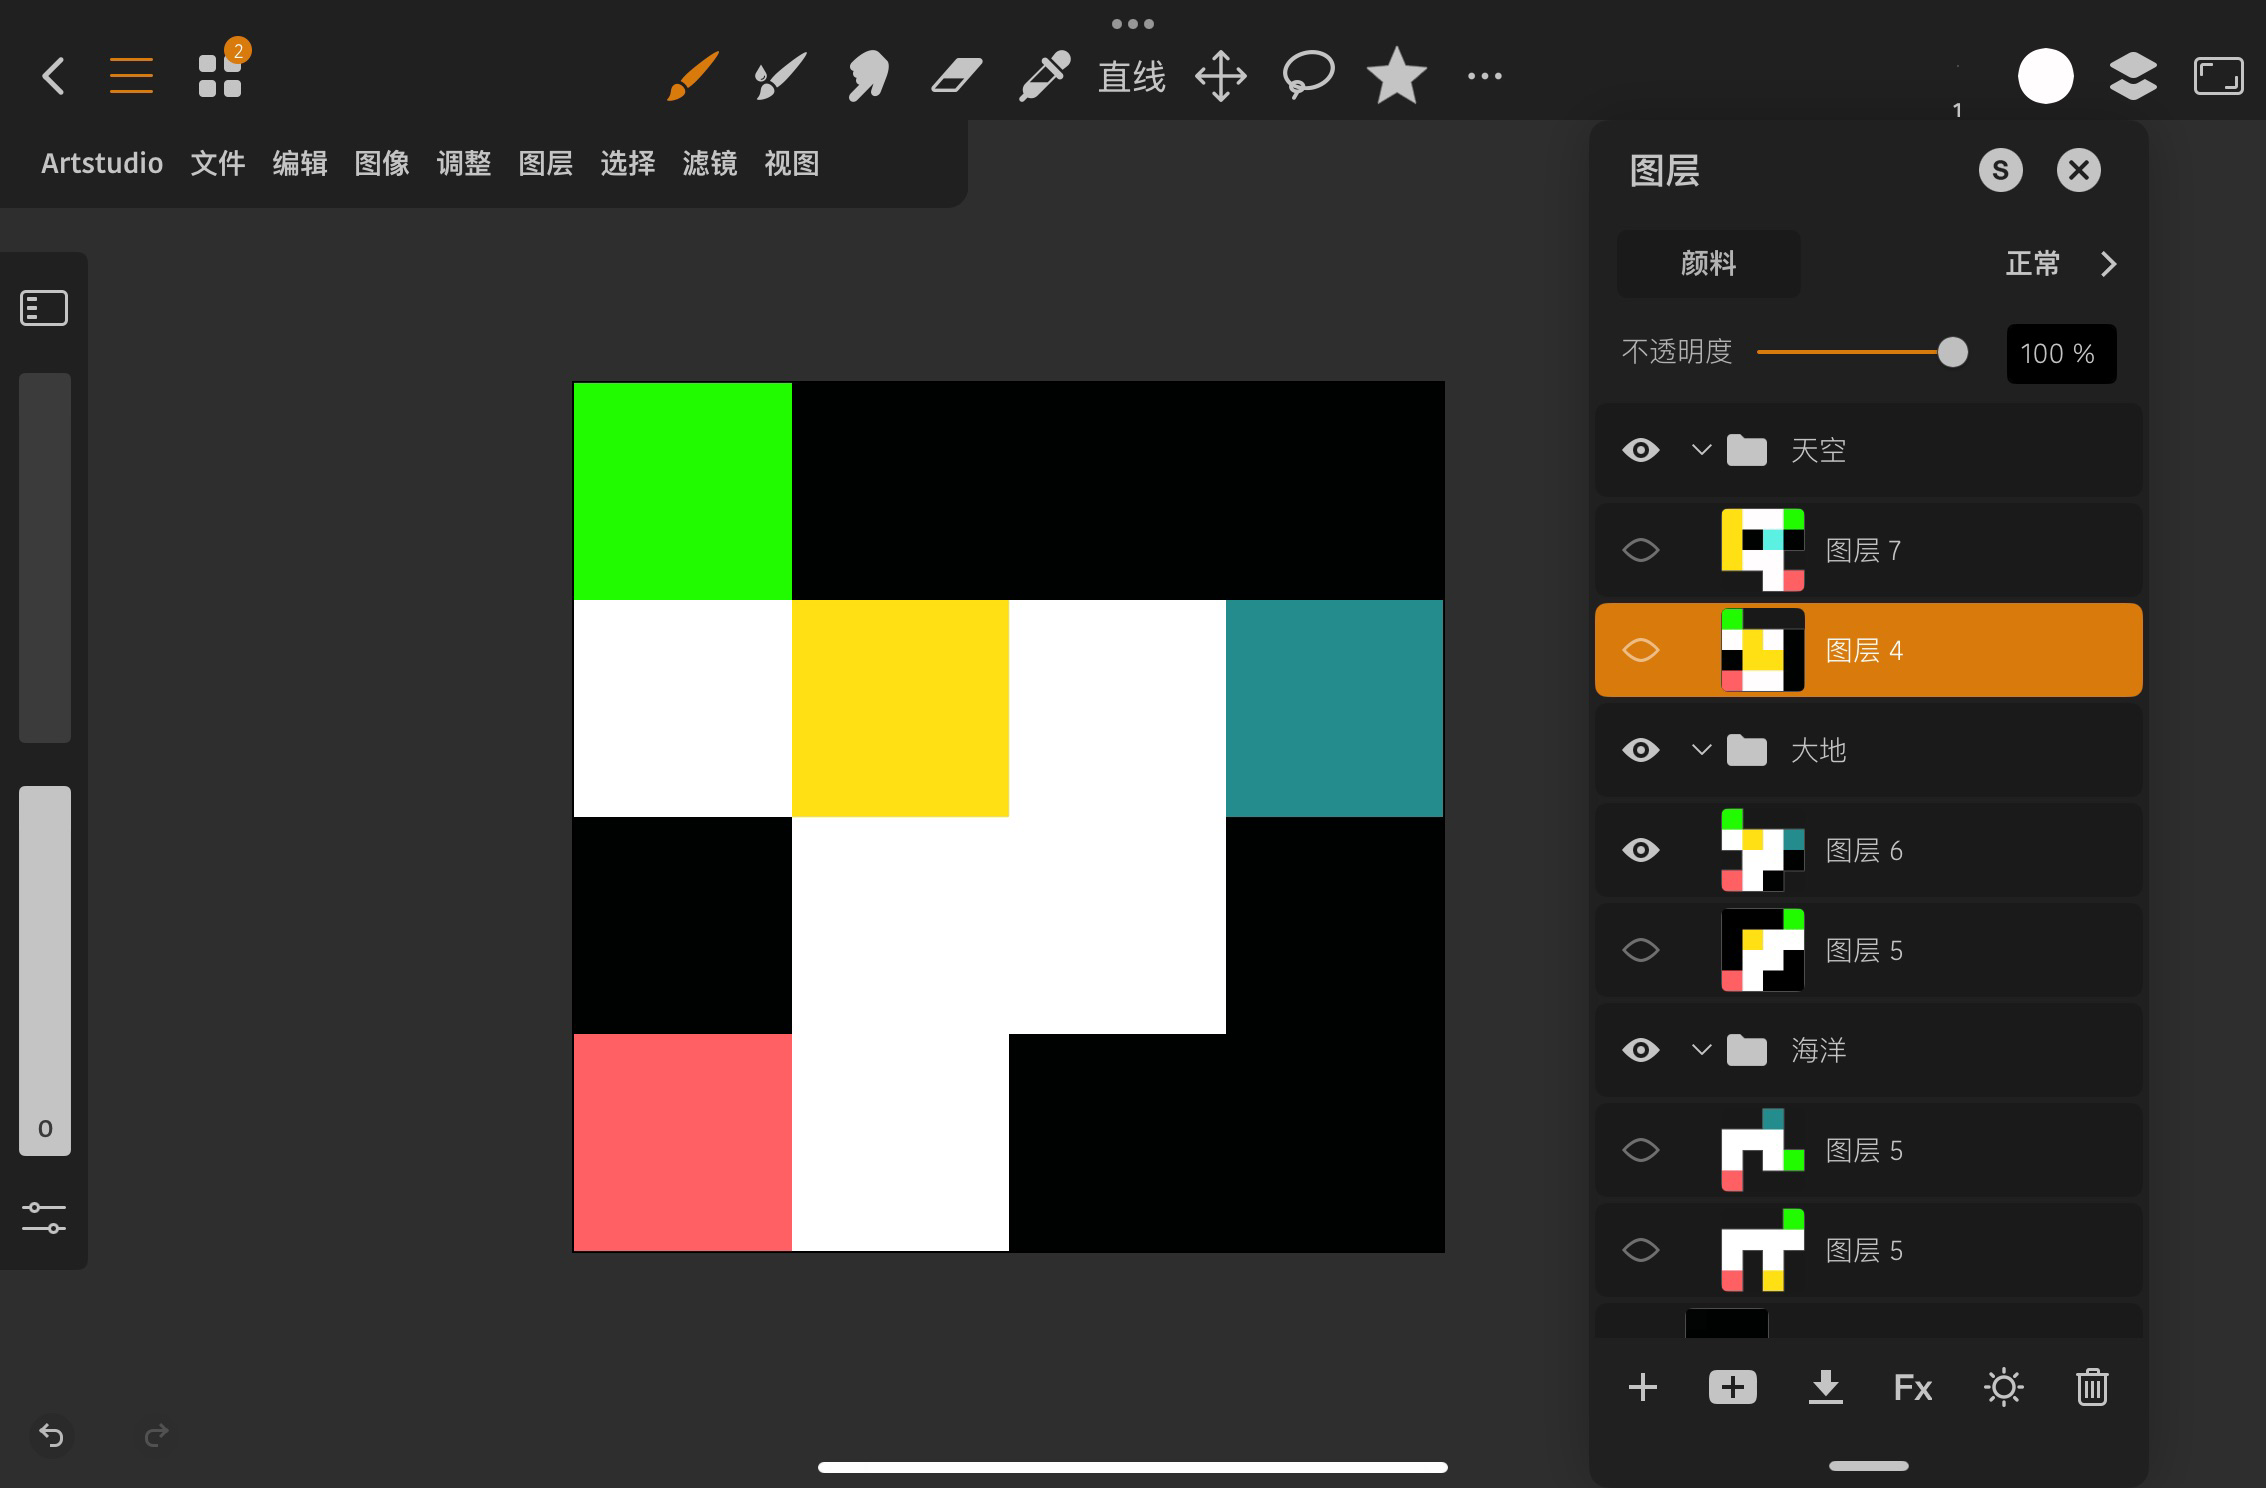 2
直线
1
Artstudio 文件 编辑 图像 调整 图层 选择 滤镜 视图
图层
S
颜料
正常
不透明度
100 %
天空
图层 7
图层 4
大地
图层 6
图层 5
海洋
图层 5
图层 5
0
Fx